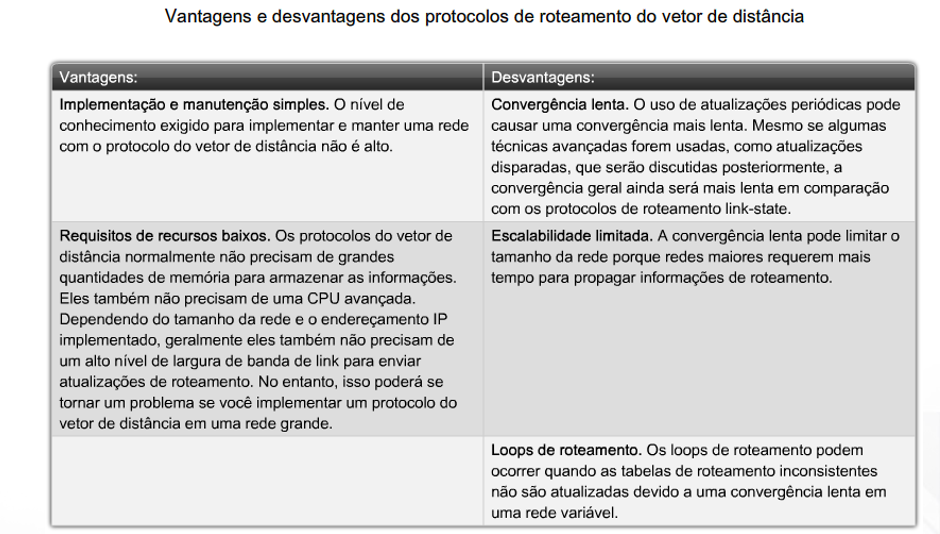 Vantagens e desvantagens dos protocolos de roteamento do vetor de distância
Vantagens:
Desvantagens:
Implementação e manutenção simples. O nível de
conhecimento exigido para implementar e manter uma rede
com o protocolo do vetor de distância não é alto.
Convergência lenta. O uso de atualizações periódicas pode
causar uma convergência mais lenta. Mesmo se algumas
técnicas avançadas forem usadas, como atualizações
disparadas, que serão discutidas posteriormente, a
convergência geral ainda será mais lenta em comparação
com os protocolos de roteamento link-state.
Requisitos de recursos baixos. Os protocolos do vetor de
distância normalmente não precisam de grandes
quantidades de memória para armazenar as informações.
Eles também não precisam de uma CPU avançada.
Dependendo do tamanho da rede e o endereçamento IP
implementado, geralmente eles também não precisam de
um alto nível de largura de banda de link para enviar
atualizações de roteamento. No entanto, isso poderá se
tornar um problema se você implementar um protocolo do
vetor de distância em uma rede grande.
Escalabilidade limitada. A convergência lenta pode limitar o
tamanho da rede porque redes maiores requerem mais
tempo para propagar informações de roteamento.
Loops de roteamento. Os loops de roteamento podem
ocorrer quando as tabelas de roteamento inconsistentes
não são atualizadas devido a uma convergência lenta em
uma rede variável.